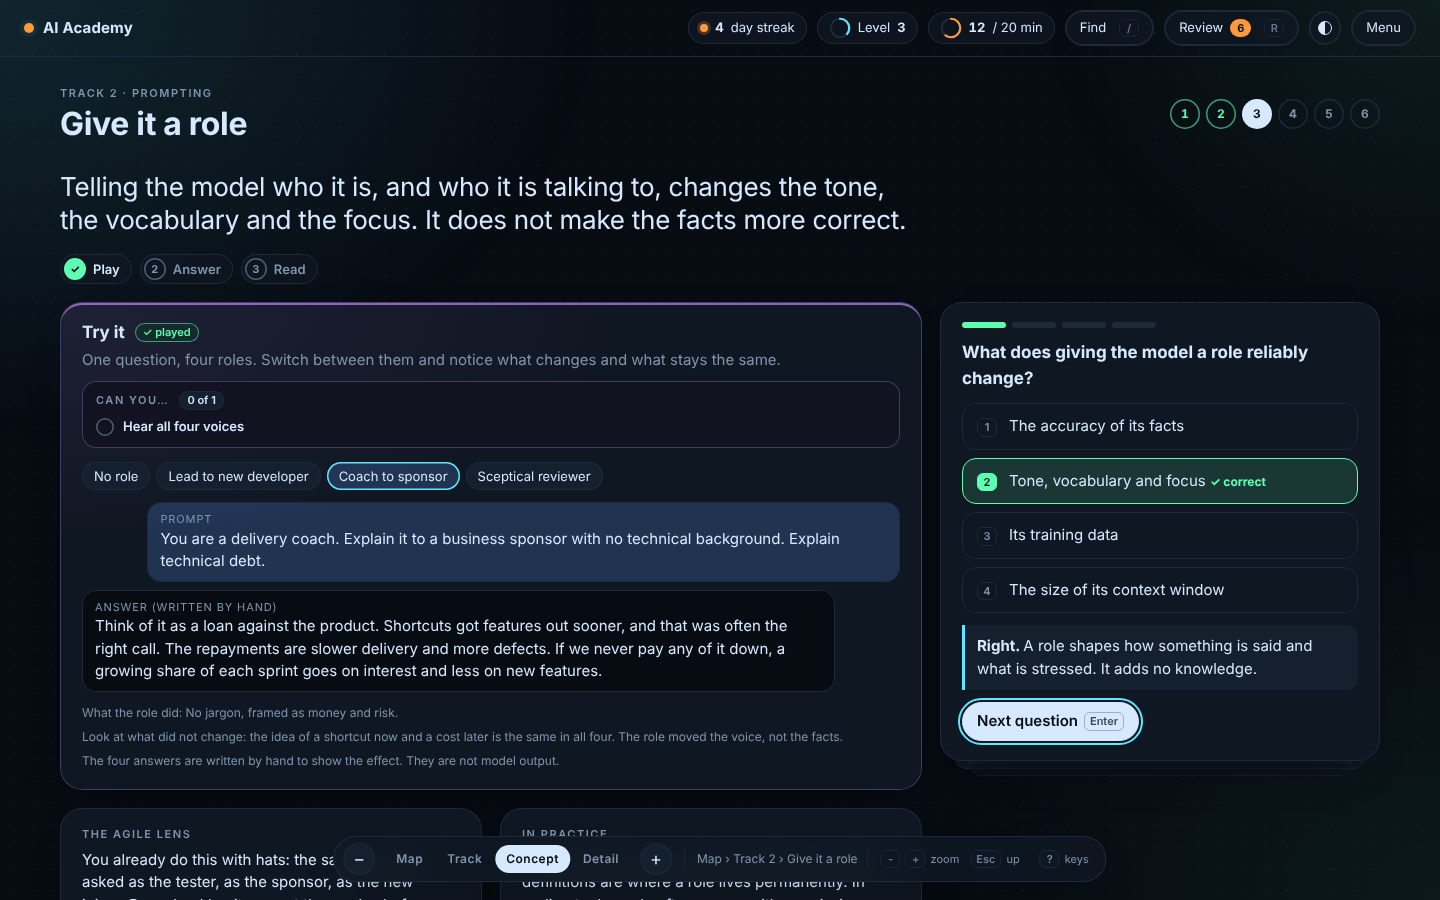 AI Academy
4 day streak
Level 3
12 / 20 min
Find /
Review 6 R
Menu
TRACK 2 · PROMPTING
Give it a role
1 2 3 4 5 6
Telling the model who it is, and who it is talking to, changes the tone,
the vocabulary and the focus. It does not make the facts more correct.
✓ Play
2 Answer
3 Read
Try it ✓ played
One question, four roles. Switch between them and notice what changes and what stays the same.
CAN YOU... 0 of 1
Hear all four voices
No role
Lead to new developer
Coach to sponsor
Sceptical reviewer
PROMPT
You are a delivery coach. Explain it to a business sponsor with no technical background. Explain
technical debt.
ANSWER (WRITTEN BY HAND)
Think of it as a loan against the product. Shortcuts got features out sooner, and that was often the
right call. The repayments are slower delivery and more defects. If we never pay any of it down, a
growing share of each sprint goes on interest and less on new features.
What the role did: No jargon, framed as money and risk.
Look at what did not change: the idea of a shortcut now and a cost later is the same in all four. The role moved the voice, not the facts.
The four answers are written by hand to show the effect. They are not model output.
What does giving the model a role reliably
change?
1 The accuracy of its facts
2 Tone, vocabulary and focus ✓ correct
3 Its training data
4 The size of its context window
Right. A role shapes how something is said and
what is stressed. It adds no knowledge.
Next question Enter
THE AGILE LENS
You already do this with hats: the sa
asked as the tester, as the sponsor, as the new
IN PRACTICE
definitions are where a role lives permanently. In
− Map Track Concept Detail +
Map › Track 2 › Give it a role
- + zoom Esc up ? keys